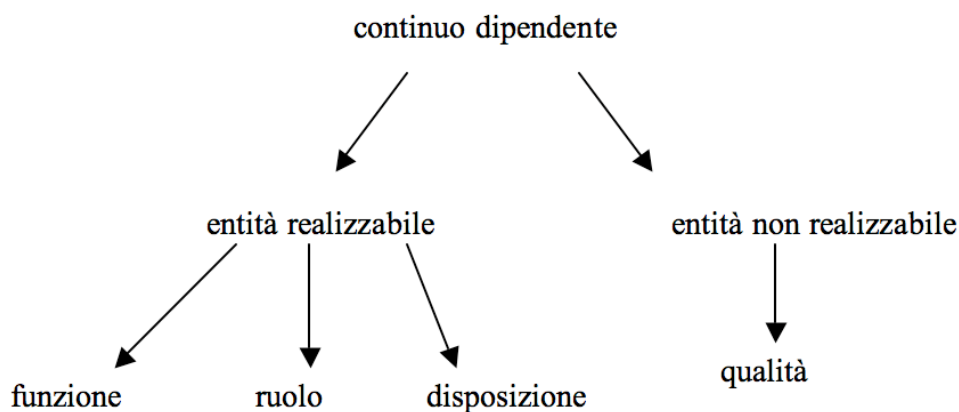 continuo dipendente
entità realizzabile
entità non realizzabile
funzione
ruolo
disposizione
qualità